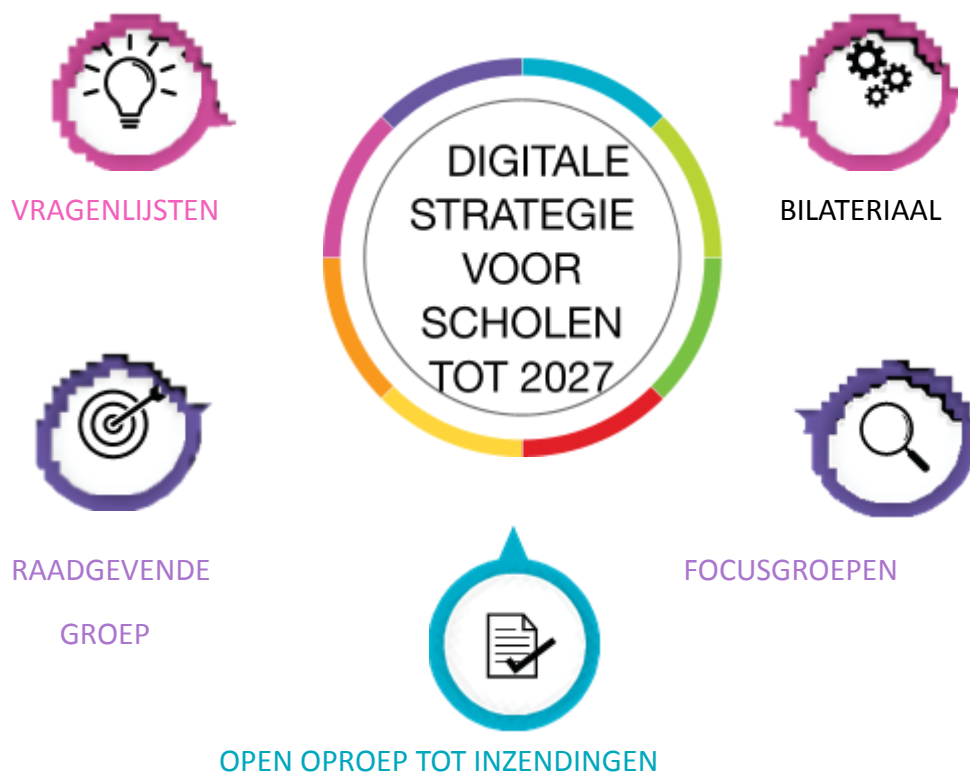 DIGITALE
STRATEGIE
VOOR
SCHOLEN
TOT 2027
VRAGENLIJSTEN
BILATERIAAL
RAADGEVENDE
GROEP
FOCUSGROEPEN
OPEN OPROEP TOT INZENDINGEN